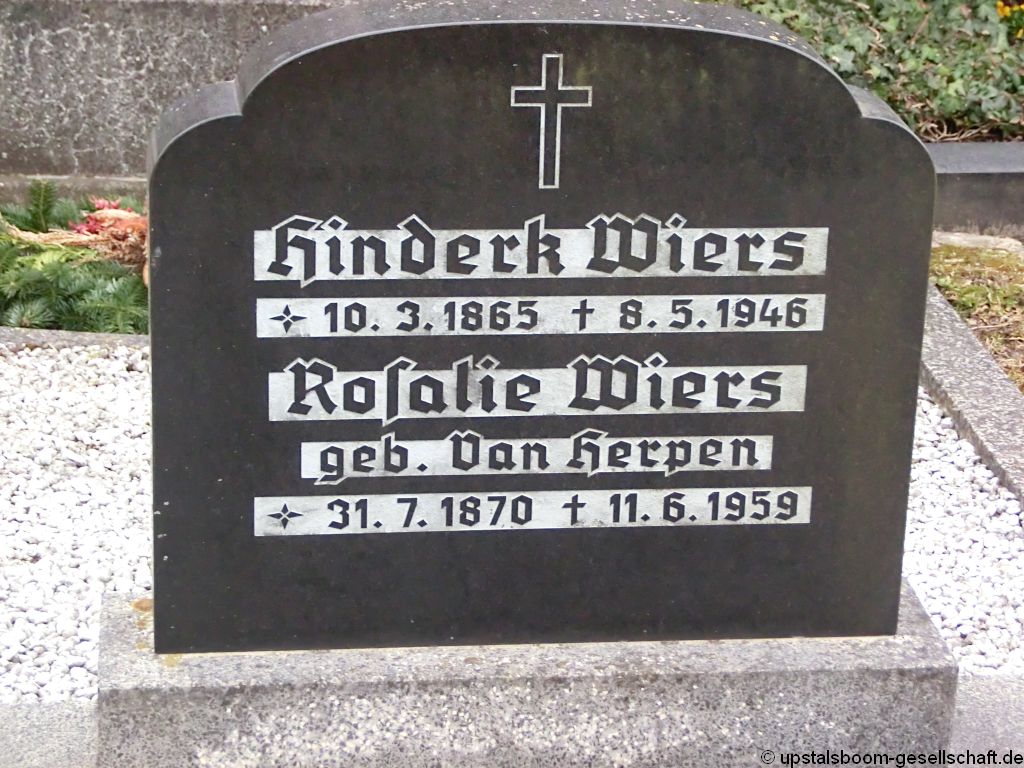 Hinderk Wiers
✧ 10. 3. 1865 † 8. 5. 1946
Roſalie Wiers
geb. Van Herpen
✧ 31. 7. 1870 † 11. 6. 1959
© upstalsboom-gesellschaft.de